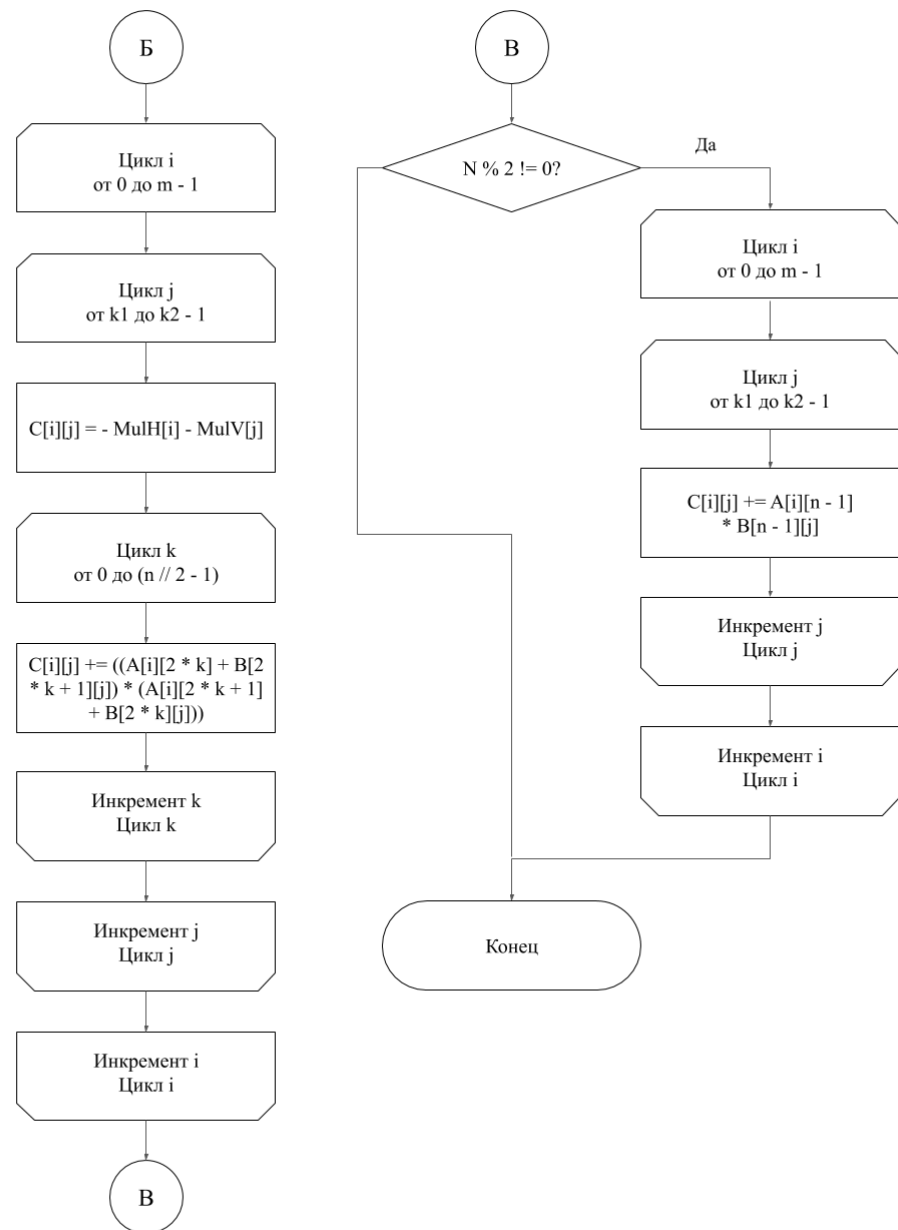 Б
Цикл i
от 0 до m - 1
Цикл j
от k1 до k2 - 1
C[i][j] = - MulH[i] - MulV[j]
Цикл k
от 0 до (n // 2 - 1)
C[i][j] += ((A[i][2 * k] + B[2
* k + 1][j]) * (A[i][2 * k + 1]
+ B[2 * k][j]))
Инкремент k
Цикл k
Инкремент j
Цикл j
Инкремент i
Цикл i
В
В
N % 2 != 0?
Да
Цикл i
от 0 до m - 1
Цикл j
от k1 до k2 - 1
C[i][j] += A[i][n - 1]
* B[n - 1][j]
Инкремент j
Цикл j
Инкремент i
Цикл i
Конец